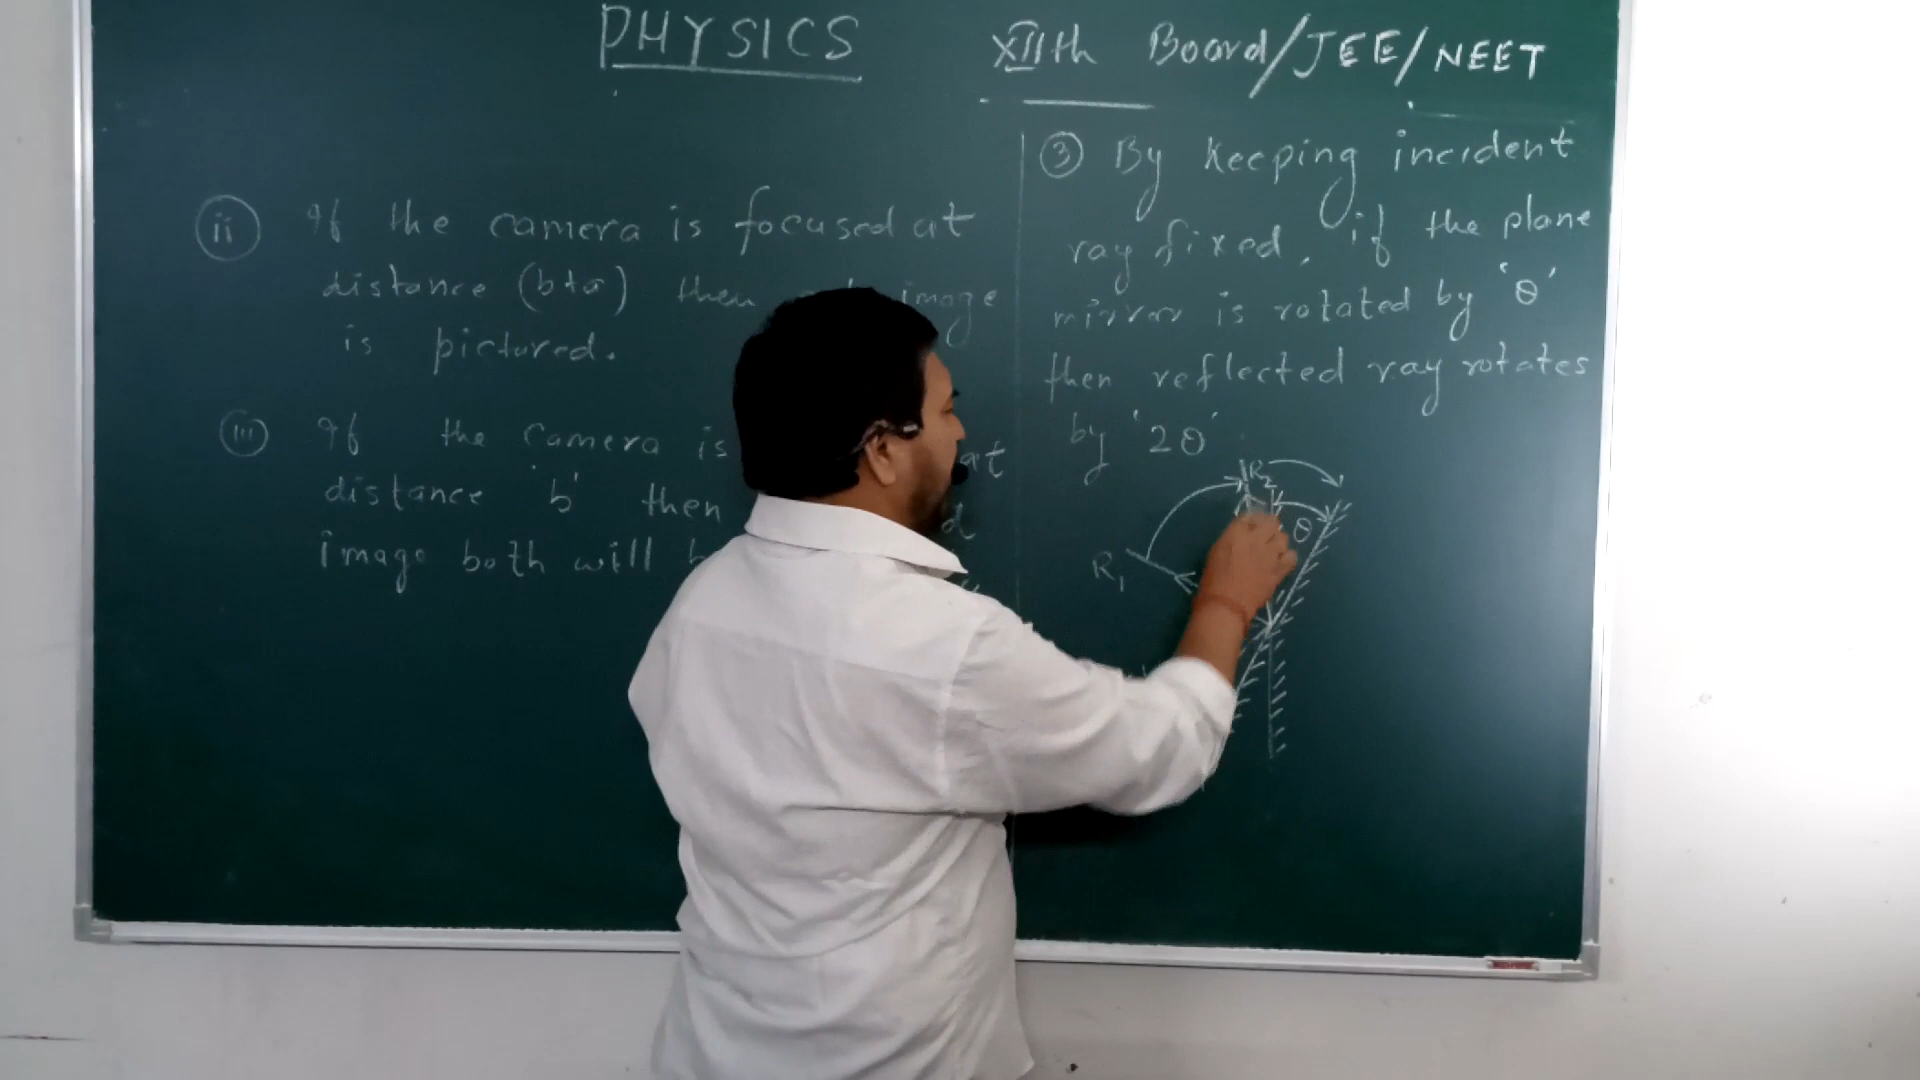 PHYSICS XIIth Board/JEE/NEET
(ii) If the camera is focused at
distance (b+a) then image
is pictured.
(iii) If the camera is at
distance 'b' then
image both will
(3) By keeping incident
ray fixed, if the plane
mirror is rotated by 'θ'
then reflected ray rotates
by '2θ'
R2
θ
R1